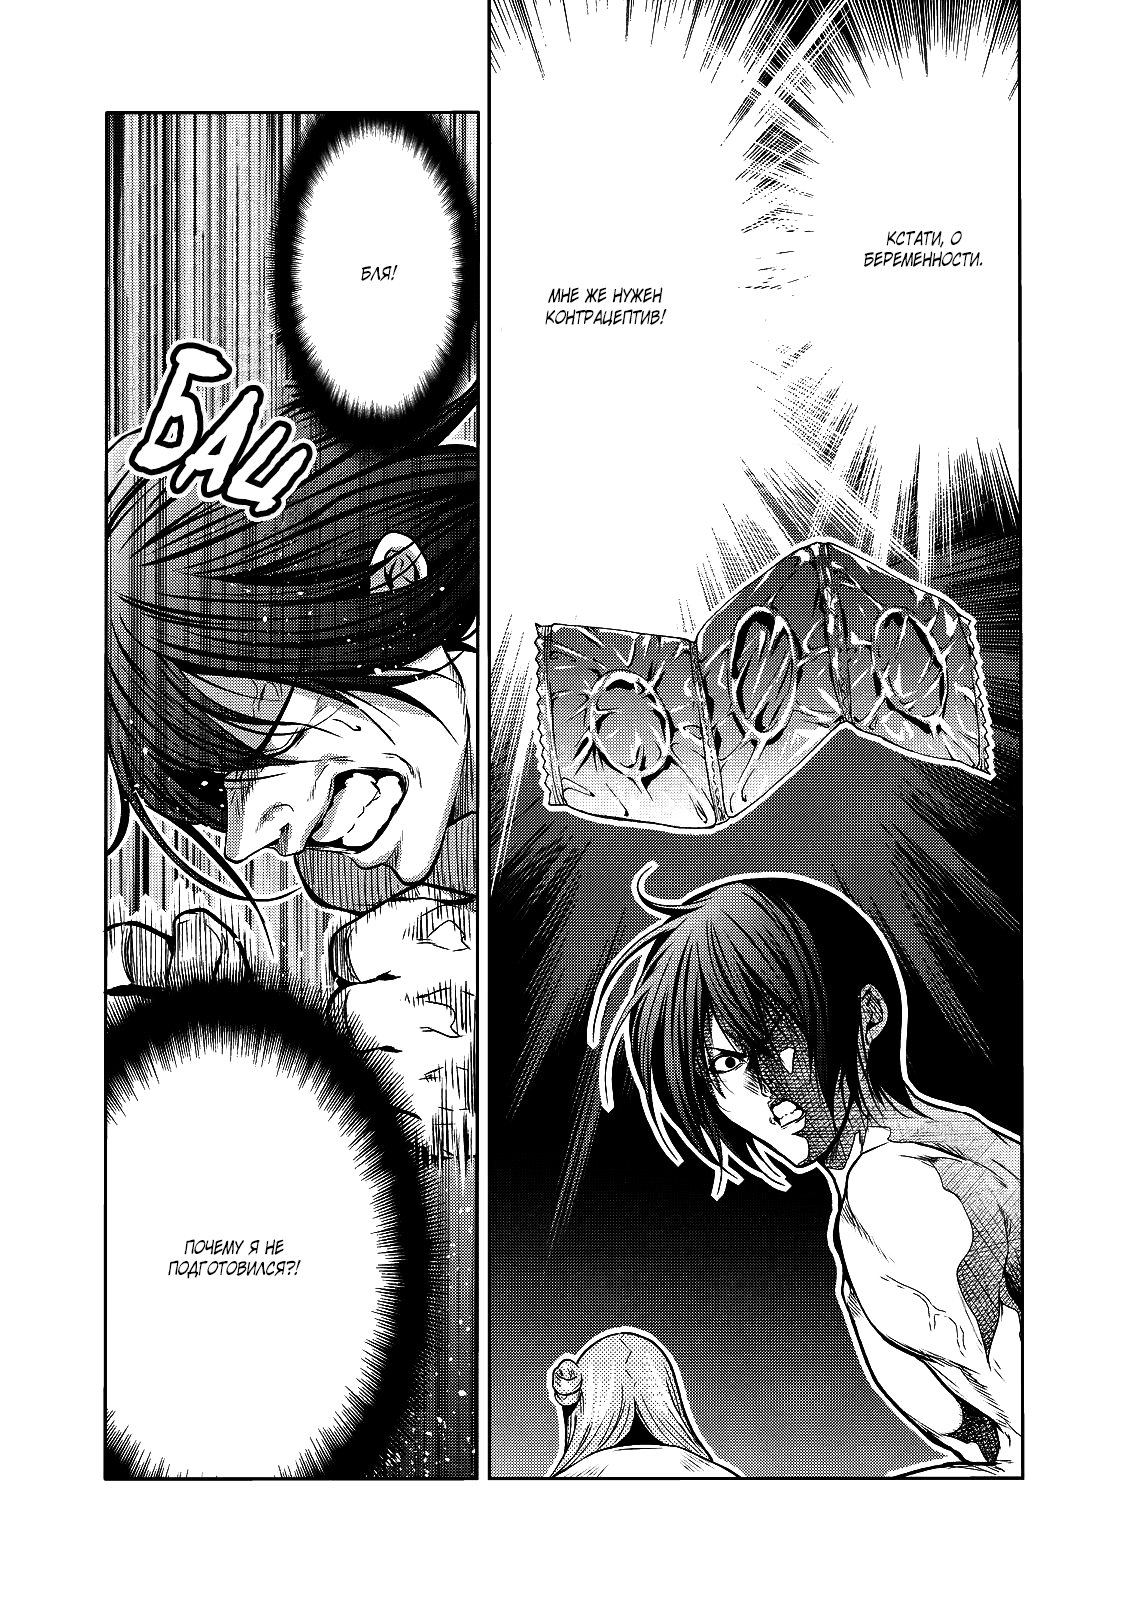 КСТАТИ, О
БЕРЕМЕННОСТИ.
МНЕ ЖЕ НУЖЕН
КОНТРАЦЕПТИВ!
БЛЯ!
БАЦ
ПОЧЕМУ Я НЕ
ПОДГОТОВИЛСЯ?!